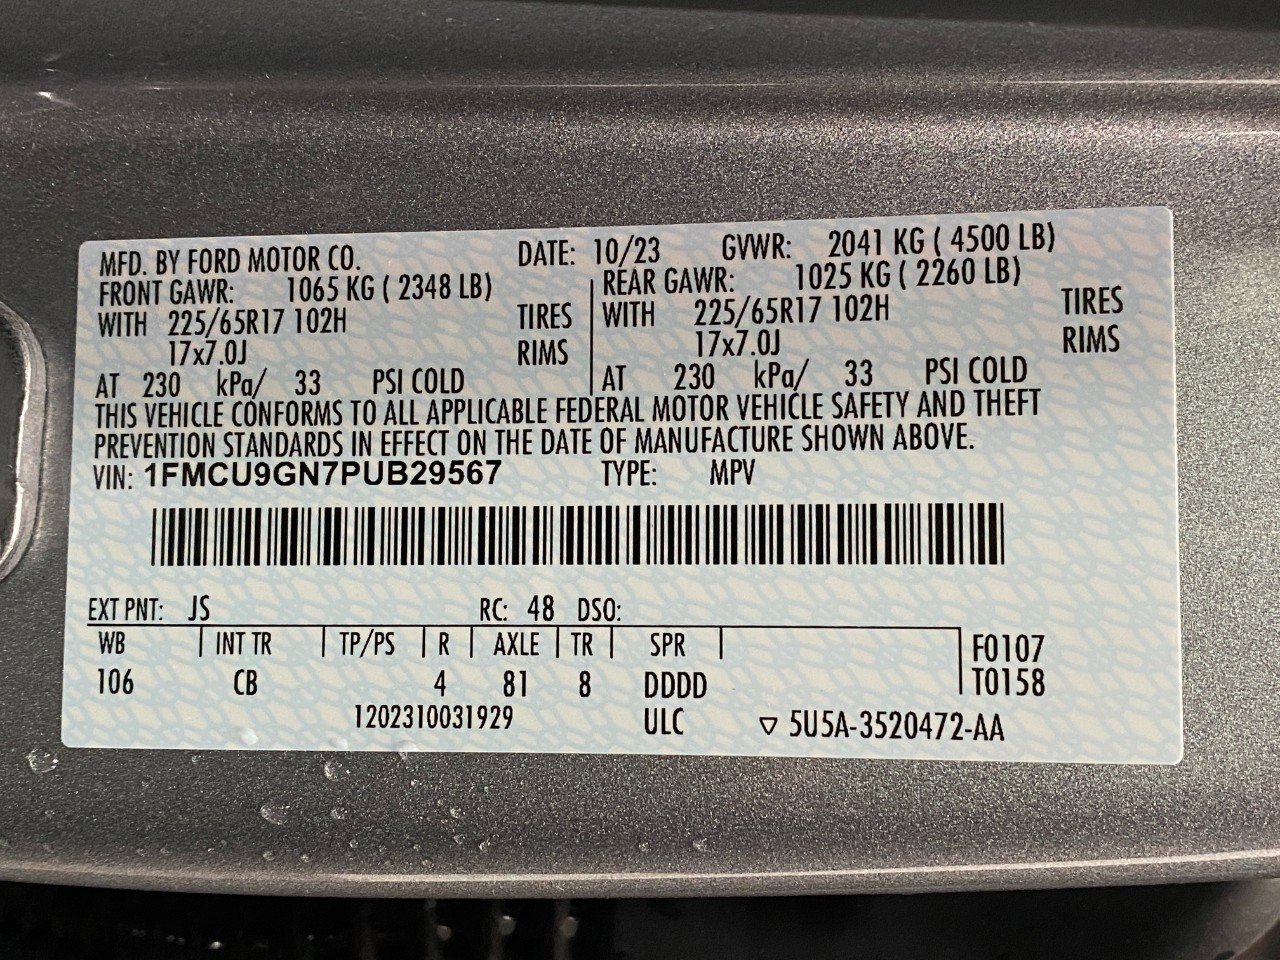 MFD. BY FORD MOTOR CO. DATE: 10/23 GVWR: 2041 KG ( 4500 LB)
FRONT GAWR: 1065 KG ( 2348 LB) REAR GAWR: 1025 KG ( 2260 LB)
WITH 225/65R17 102H TIRES WITH 225/65R17 102H TIRES
17x7.0J RIMS 17x7.0J RIMS
AT 230 kPa/ 33 PSI COLD AT 230 kPa/ 33 PSI COLD
THIS VEHICLE CONFORMS TO ALL APPLICABLE FEDERAL MOTOR VEHICLE SAFETY AND THEFT
PREVENTION STANDARDS IN EFFECT ON THE DATE OF MANUFACTURE SHOWN ABOVE.
VIN: 1FMCU9GN7PUB29567 TYPE: MPV
EXT PNT: JS RC: 48 DSO:
WB INT TR TP/PS R AXLE TR SPR F0107
106 CB 4 81 8 DDDD T0158
1202310031929 ULC ▽ 5U5A-3520472-AA